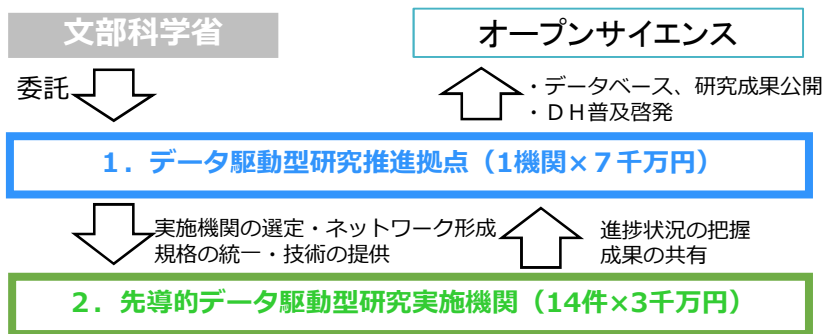 文部科学省
オープンサイエンス
委託
・データベース、研究成果公開
・ＤＨ普及啓発
１．データ駆動型研究推進拠点（1機関×７千万円）
実施機関の選定・ネットワーク形成
規格の統一・技術の提供
進捗状況の把握
成果の共有
２．先導的データ駆動型研究実施機関（14件×3千万円）